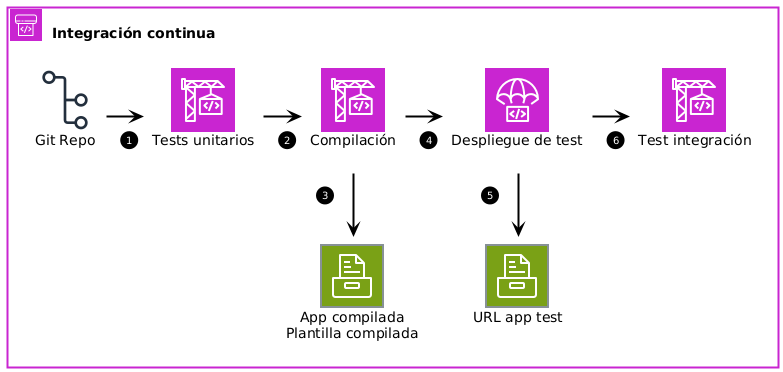 Integración continua
Git Repo
1
Tests unitarios
2
Compilación
4
Despliegue de test
6
Test integración
3
5
App compilada
Plantilla compilada
URL app test